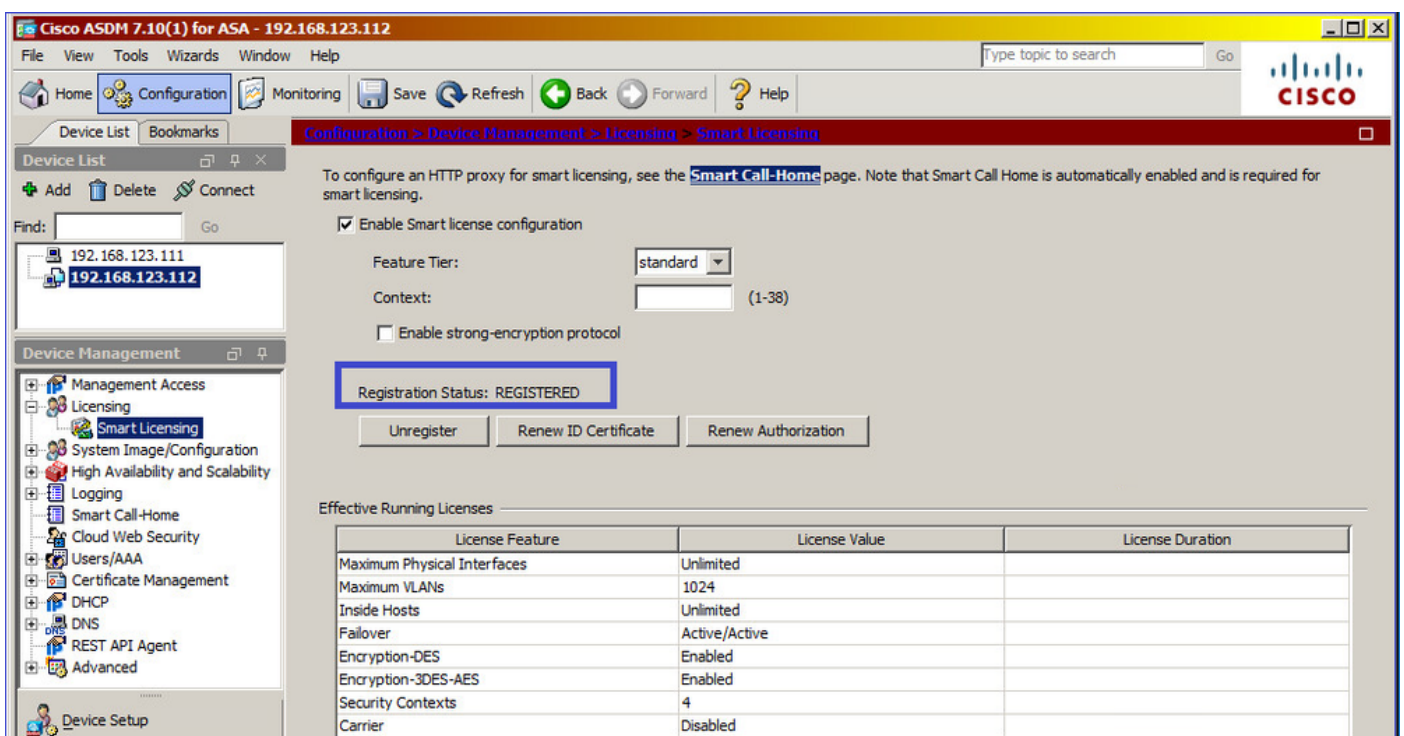 Cisco ASDM 7.10(1) for ASA - 192.168.123.112
File View Tools Wizards Window Help
Type topic to search Go
Home Configuration Monitoring Save Refresh Back Forward Help
CISCO
Device List Bookmarks
Configuration > Device Management > Licensing > Smart Licensing
Device List
Add Delete Connect
Find: Go
192.168.123.111
192.168.123.112
To configure an HTTP proxy for smart licensing, see the Smart Call-Home page. Note that Smart Call Home is automatically enabled and is required for
smart licensing.
Enable Smart license configuration
Feature Tier: standard
Context: (1-38)
Enable strong-encryption protocol
Registration Status: REGISTERED
Unregister Renew ID Certificate Renew Authorization
Device Management
Management Access
Licensing
Smart Licensing
System Image/Configuration
High Availability and Scalability
Logging
Smart Call-Home
Cloud Web Security
Users/AAA
Certificate Management
DHCP
DNS
DNS
REST API Agent
Advanced
Device Setup
Effective Running Licenses
License Feature License Value License Duration
Maximum Physical Interfaces Unlimited
Maximum VLANs 1024
Inside Hosts Unlimited
Failover Active/Active
Encryption-DES Enabled
Encryption-3DES-AES Enabled
Security Contexts 4
Carrier Disabled